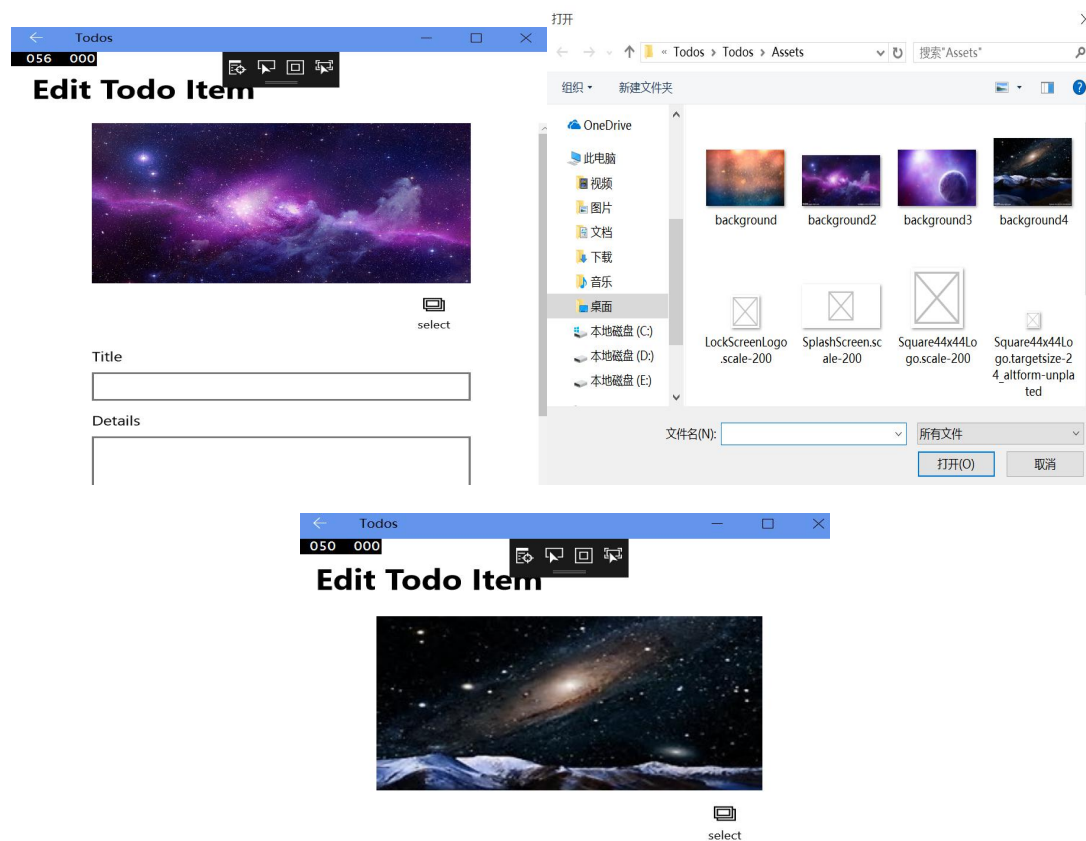 Todos
056 000
Edit Todo Item
select
Title
Details
打开
« Todos > Todos > Assets
搜索"Assets"
组织
新建文件夹
OneDrive
此电脑
视频
图片
文档
下载
音乐
桌面
本地磁盘 (C:)
本地磁盘 (D:)
本地磁盘 (E:)
background
background2
background3
background4
LockScreenLogo
.scale-200
SplashScreen.sc
ale-200
Square44x44Lo
go.scale-200
Square44x44Lo
go.targetsize-2
4_altform-unpla
ted
文件名(N):
所有文件
打开(O)
取消
Todos
050 000
Edit Todo Item
select